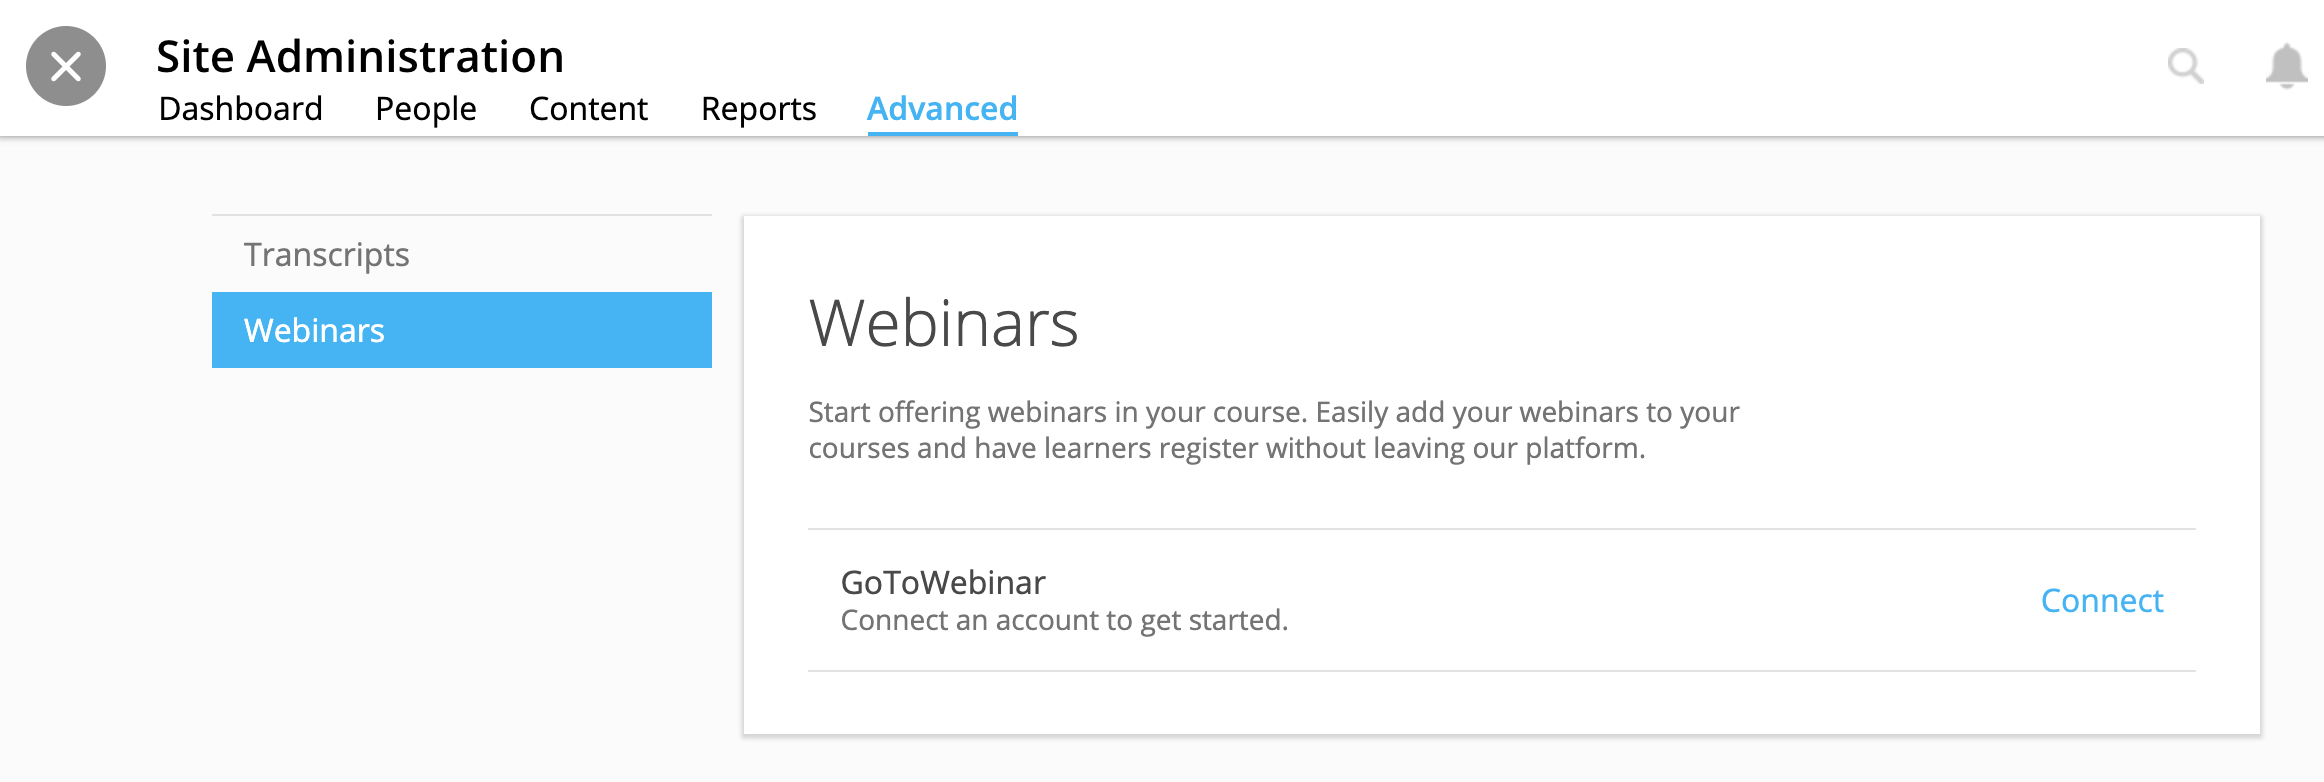 Site Administration
Dashboard People Content Reports Advanced
Transcripts
Webinars
Webinars
Start offering webinars in your course. Easily add your webinars to your
courses and have learners register without leaving our platform.
GoToWebinar
Connect an account to get started.
Connect